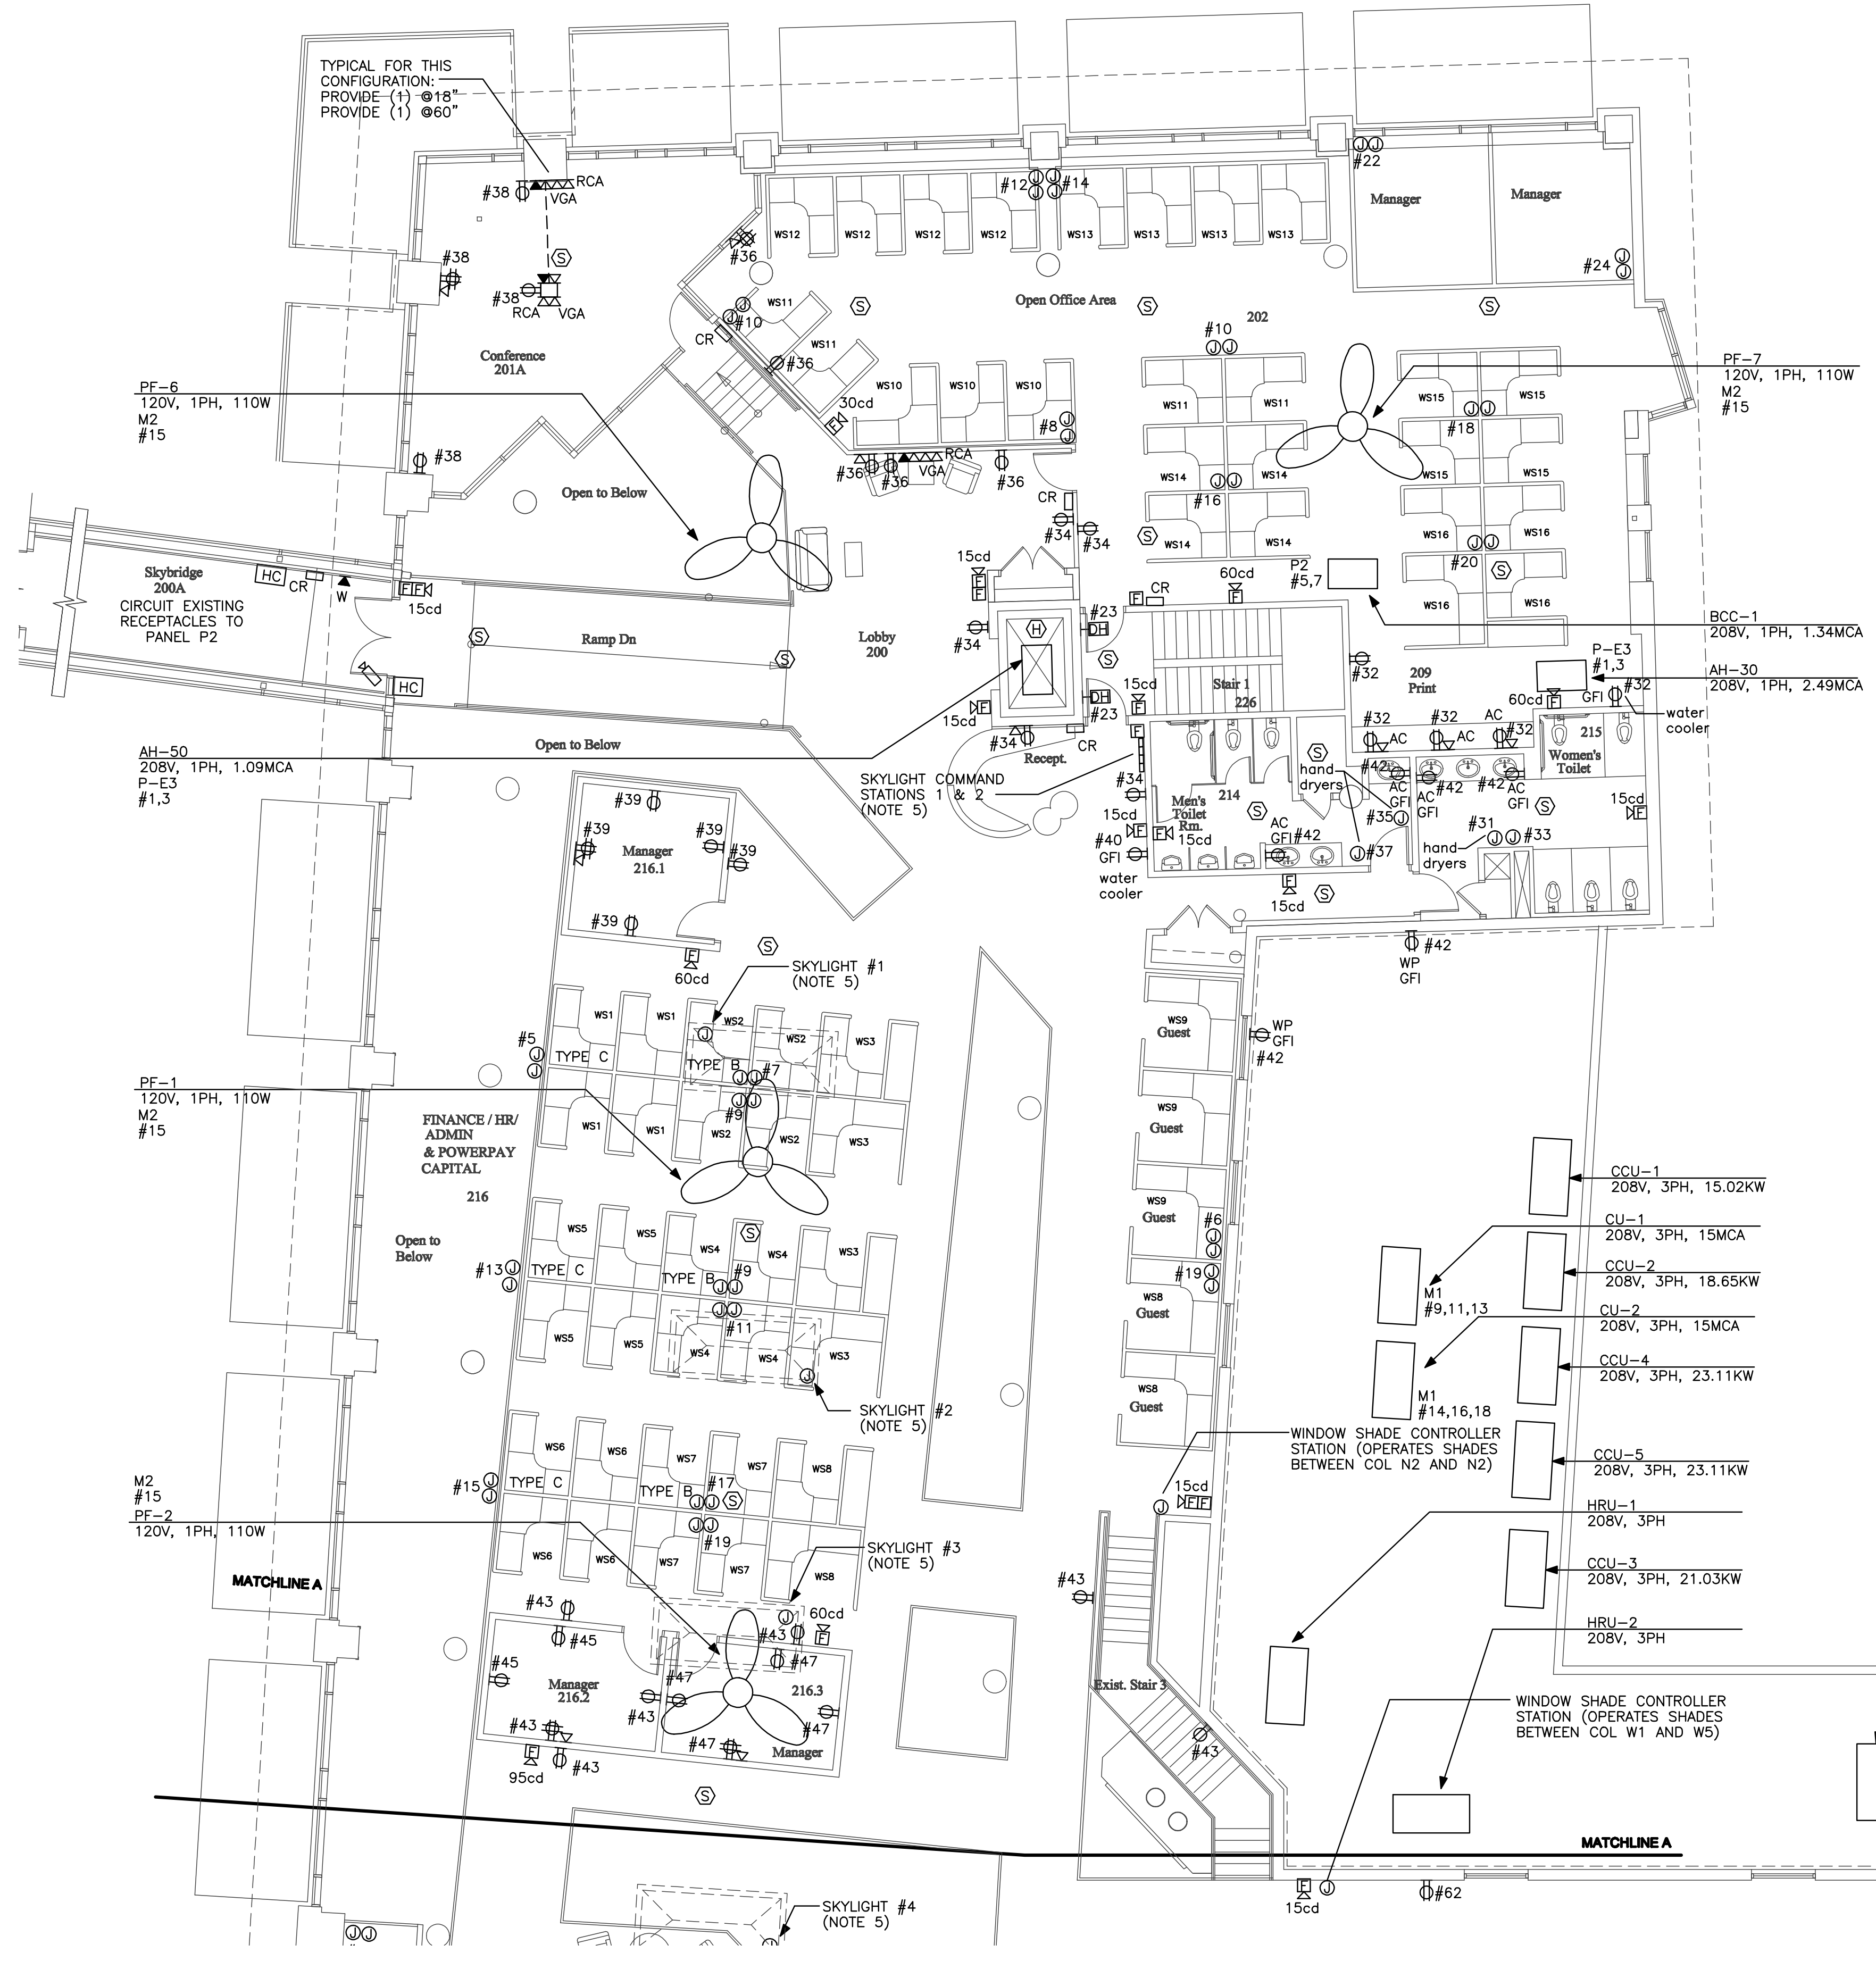 TYPICAL FOR THIS
CONFIGURATION:
PROVIDE (1) @18"
PROVIDE (1) @60"
#38
RCA
VGA
#12
#14
#22
Manager
Manager
WS12
WS12
WS12
WS12
WS13
WS13
WS13
WS13
#36
#38
S
#38
RCA
VGA
#24
Open Office Area
202
S
S
S
WS11
#10
CR
WS11
#36
#10
Conference
201A
PF-6
120V, 1PH, 110W
M2
#15
PF-7
120V, 1PH, 110W
M2
#15
WS10
WS10
WS10
30cd
F
#8
WS11
WS11
WS15
WS15
#18
#38
#36
#36
RCA
VGA
#36
WS14
WS14
#16
WS15
WS15
Open to Below
CR
#34
#34
S
WS14
WS14
WS16
WS16
#20
S
Skybridge
200A
HC
CR
W
FF
15cd
CIRCUIT EXISTING
RECEPTACLES TO
PANEL P2
15cd
F
F
60cd
F
P2
#5,7
WS16
WS16
CR
F
BCC-1
208V, 1PH, 1.34MCA
S
Ramp Dn
S
Lobby
200
#34
H
#23
DH
S
#32
P-E3
#1,3
AH-30
208V, 1PH, 2.49MCA
209
Print
HC
Stair 1
226
15cd
F
DH
#23
15cd
F
60cd
F
GFI
#32
water
cooler
#32
AC
#32
AC
AC
#32
215
Women's
Toilet
AH-50
208V, 1PH, 1.09MCA
P-E3
#1,3
Open to Below
#34
CR
Recept.
F
S
SKYLIGHT COMMAND
STATIONS 1 & 2
(NOTE 5)
#34
hand
dryers
#42
AC
GFI
#42
AC
GFI
#42
AC
GFI
S
15cd
F
Men's
Toilet
Rm.
214
S
#35
#31
#33
hand
dryers
15cd
F
F
15cd
#40
GFI
water
cooler
AC
GFI
#42
#37
F
15cd
S
#39
#39
#39
#39
Manager
216.1
#39
F
60cd
S
#42
WP
GFI
SKYLIGHT #1
(NOTE 5)
WS1
WS1
WS2
WS2
WS3
#5
TYPE C
TYPE B
#7
#9
WS1
WS1
WS2
WS2
WS3
WS9
Guest
WP
GFI
#42
WS9
Guest
PF-1
120V, 1PH, 110W
M2
#15
FINANCE / HR/
ADMIN
& POWERPAY
CAPITAL
216
Open to
Below
WS9
Guest
#6
#19
WS8
Guest
WS8
Guest
WS5
WS5
WS4
WS4
WS3
S
#13
TYPE C
TYPE B
#9
#11
WS5
WS5
WS4
WS4
WS3
SKYLIGHT #2
(NOTE 5)
CCU-1
208V, 3PH, 15.02KW
CU-1
208V, 3PH, 15MCA
CCU-2
208V, 3PH, 18.65KW
M1
#9,11,13
CU-2
208V, 3PH, 15MCA
CCU-4
208V, 3PH, 23.11KW
M1
#14,16,18
WINDOW SHADE CONTROLLER
STATION (OPERATES SHADES
BETWEEN COL N2 AND N2)
CCU-5
208V, 3PH, 23.11KW
HRU-1
208V, 3PH
CCU-3
208V, 3PH, 21.03KW
HRU-2
208V, 3PH
WS6
WS6
WS7
WS7
WS8
#15
TYPE C
TYPE B
#17
S
#19
WS6
WS6
WS7
WS7
WS8
15cd
FF
M2
#15
PF-2
120V, 1PH, 110W
SKYLIGHT #3
(NOTE 5)
MATCHLINE A
#43
#45
#45
Manager
216.2
#43
#43
#43
#43
60cd
F
#47
#47
216.3
#47
#47
Manager
F
95cd
#43
Exist. Stair 3
#43
S
WINDOW SHADE CONTROLLER
STATION (OPERATES SHADES
BETWEEN COL W1 AND W5)
MATCHLINE A
F
15cd
#62
SKYLIGHT #4
(NOTE 5)